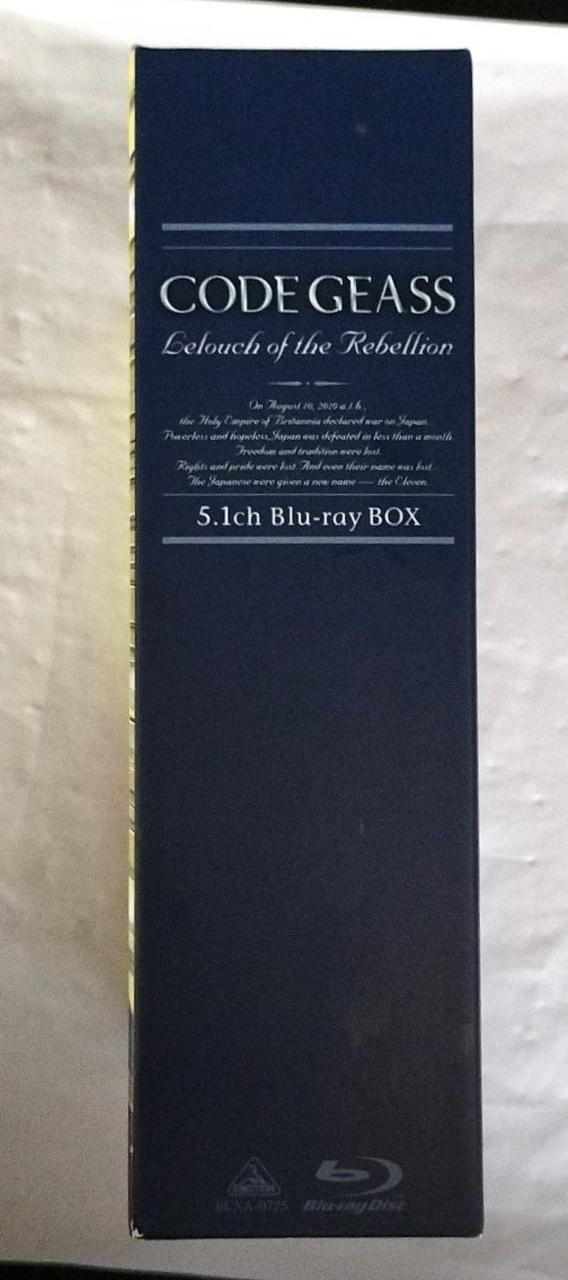 CODE GEASS
Lelouch of the Rebellion
On August 10, 2010 a.t.b.,
the Holy Empire of Britannia declared war on Japan.
Powerless and hopeless, Japan was defeated in less than a month.
Freedom and tradition were lost.
Rights and pride were lost. And even their name was lost.
The Japanese were given a new name — the Eleven.
5.1ch Blu-ray BOX
EMOTION
BCXA-0725
Blu-ray Disc